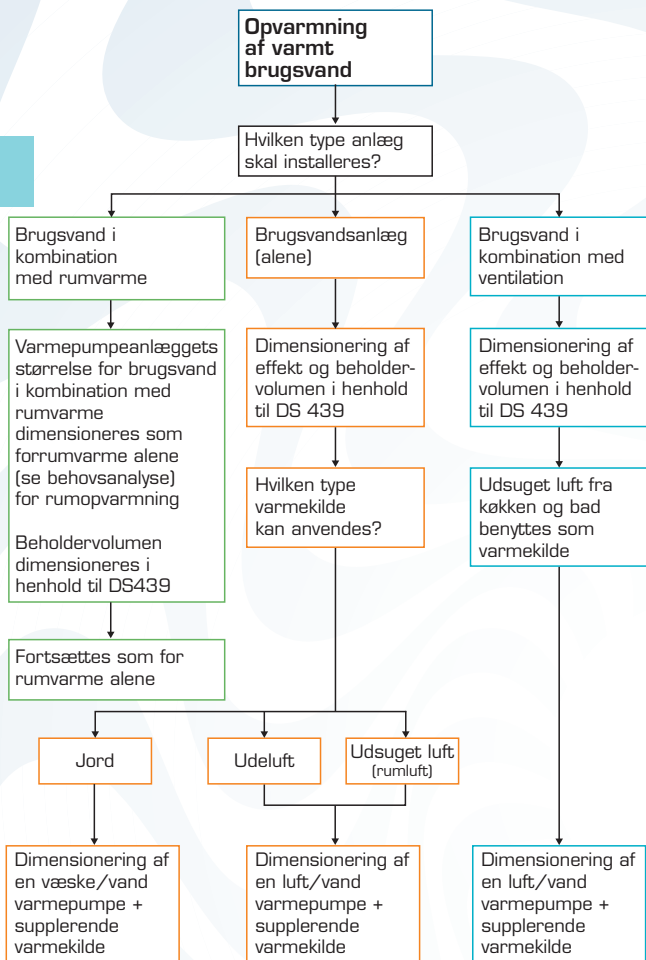 Opvarmning
af varmt
brugsvand
Hvilken type anlæg
skal installeres?
Brugsvand i
kombination
med rumvarme
Brugsvandsanlæg
(alene)
Brugsvand i
kombination med
ventilation
Varmepumpeanlæggets
størrelse for brugsvand
i kombination med
rumvarme
dimensioneres som
forrumvarme alene
(se behovsanalyse)
for rumopvarmning
Beholdervolumen
dimensioneres i
henhold til DS439
Dimensionering af
effekt og beholder-
volumen i henhold
til DS 439
Dimensionering af
effekt og beholder-
volumen i henhold
til DS 439
Hvilken type
varmekilde
kan anvendes?
Udsuget luft fra
køkken og bad
benyttes som
varmekilde
Fortsættes som for
rumvarme alene
Jord
Udeluft
Udsuget luft
(rumluft)
Dimensionering af
en væske/vand
varmepumpe +
supplerende
varmekilde
Dimensionering af
en luft/vand
varmepumpe +
supplerende
varmekilde
Dimensionering af
en luft/vand
varmepumpe +
supplerende
varmekilde